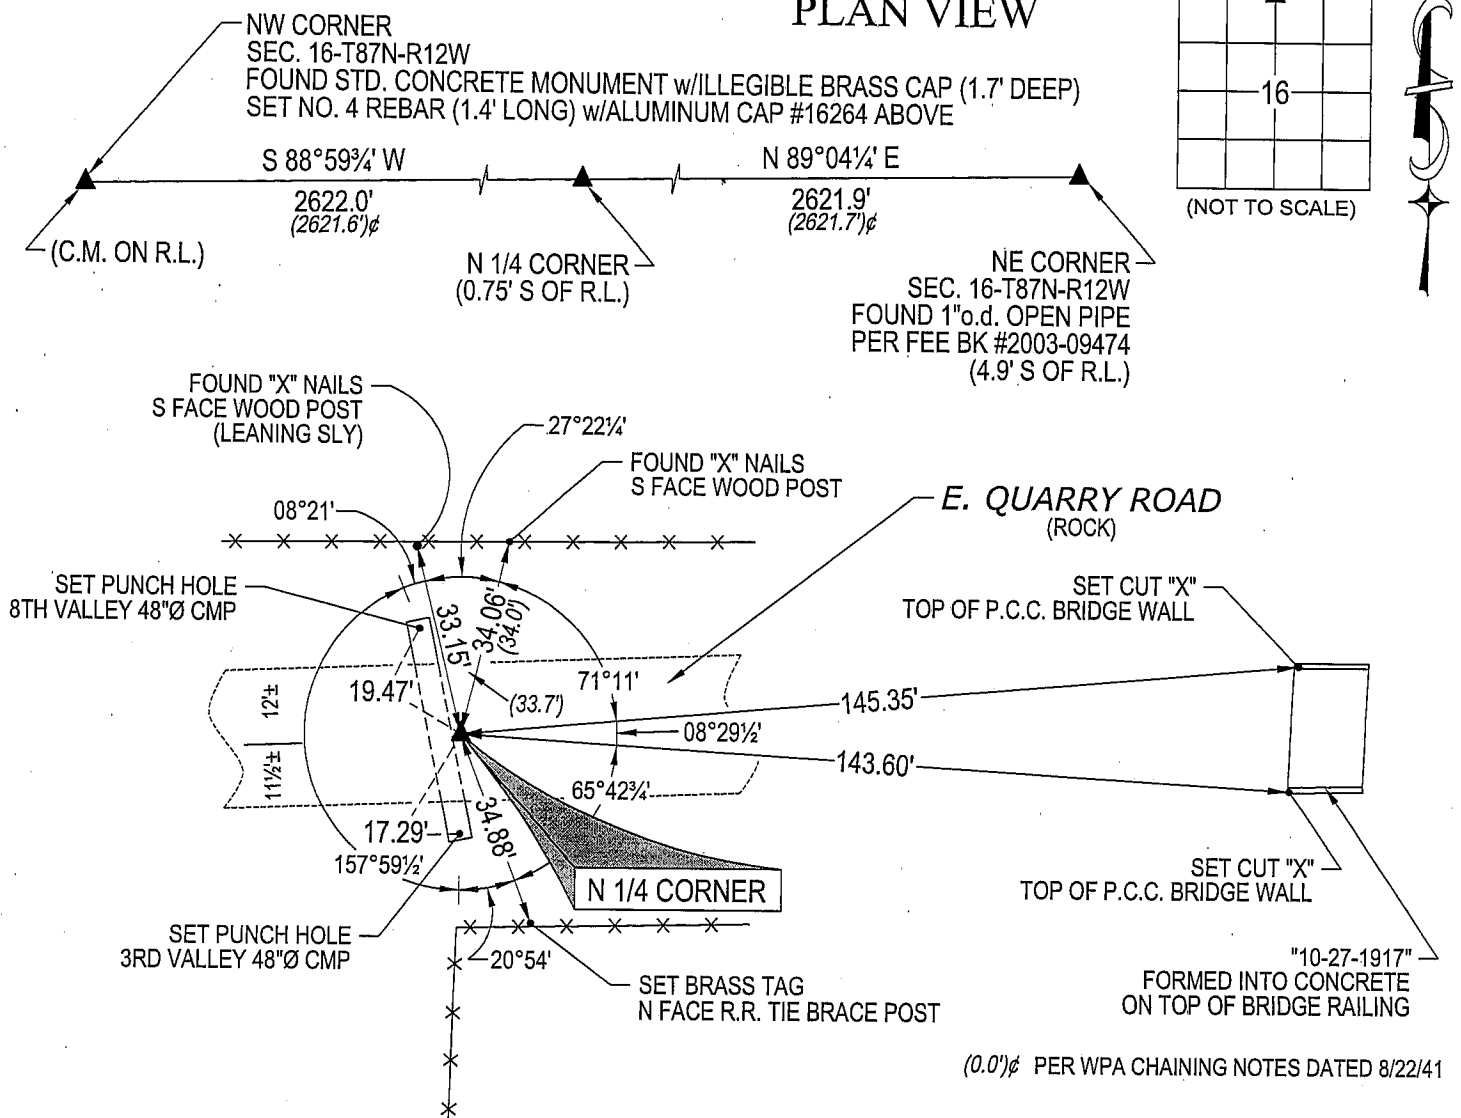 PLAN VIEW
NW CORNER
SEC. 16-T87N-R12W
FOUND STD. CONCRETE MONUMENT w/ILLEGIBLE BRASS CAP (1.7' DEEP)
SET NO. 4 REBAR (1.4' LONG) w/ALUMINUM CAP #16264 ABOVE
16
(NOT TO SCALE)
S 88°59¾' W
2622.0'
(2621.6')¢
N 89°04¼' E
2621.9'
(2621.7')¢
(C.M. ON R.L.)
N 1/4 CORNER
(0.75' S OF R.L.)
NE CORNER
SEC. 16-T87N-R12W
FOUND 1"o.d. OPEN PIPE
PER FEE BK #2003-09474
(4.9' S OF R.L.)
FOUND "X" NAILS
S FACE WOOD POST
(LEANING SLY)
27°22¼'
FOUND "X" NAILS
S FACE WOOD POST
E. QUARRY ROAD
(ROCK)
08°21'
SET PUNCH HOLE
8TH VALLEY 48"Ø CMP
SET CUT "X"
TOP OF P.C.C. BRIDGE WALL
33.15'
34.06'
(34.0')
19.47'
(33.7')
71°11'
12'±
11½'±
08°29½'
145.35'
143.60'
65°42¾'
17.29'
34.88'
157°59½'
N 1/4 CORNER
SET CUT "X"
TOP OF P.C.C. BRIDGE WALL
SET PUNCH HOLE
3RD VALLEY 48"Ø CMP
20°54'
SET BRASS TAG
N FACE R.R. TIE BRACE POST
"10-27-1917"
FORMED INTO CONCRETE
ON TOP OF BRIDGE RAILING
(0.0')¢ PER WPA CHAINING NOTES DATED 8/22/41